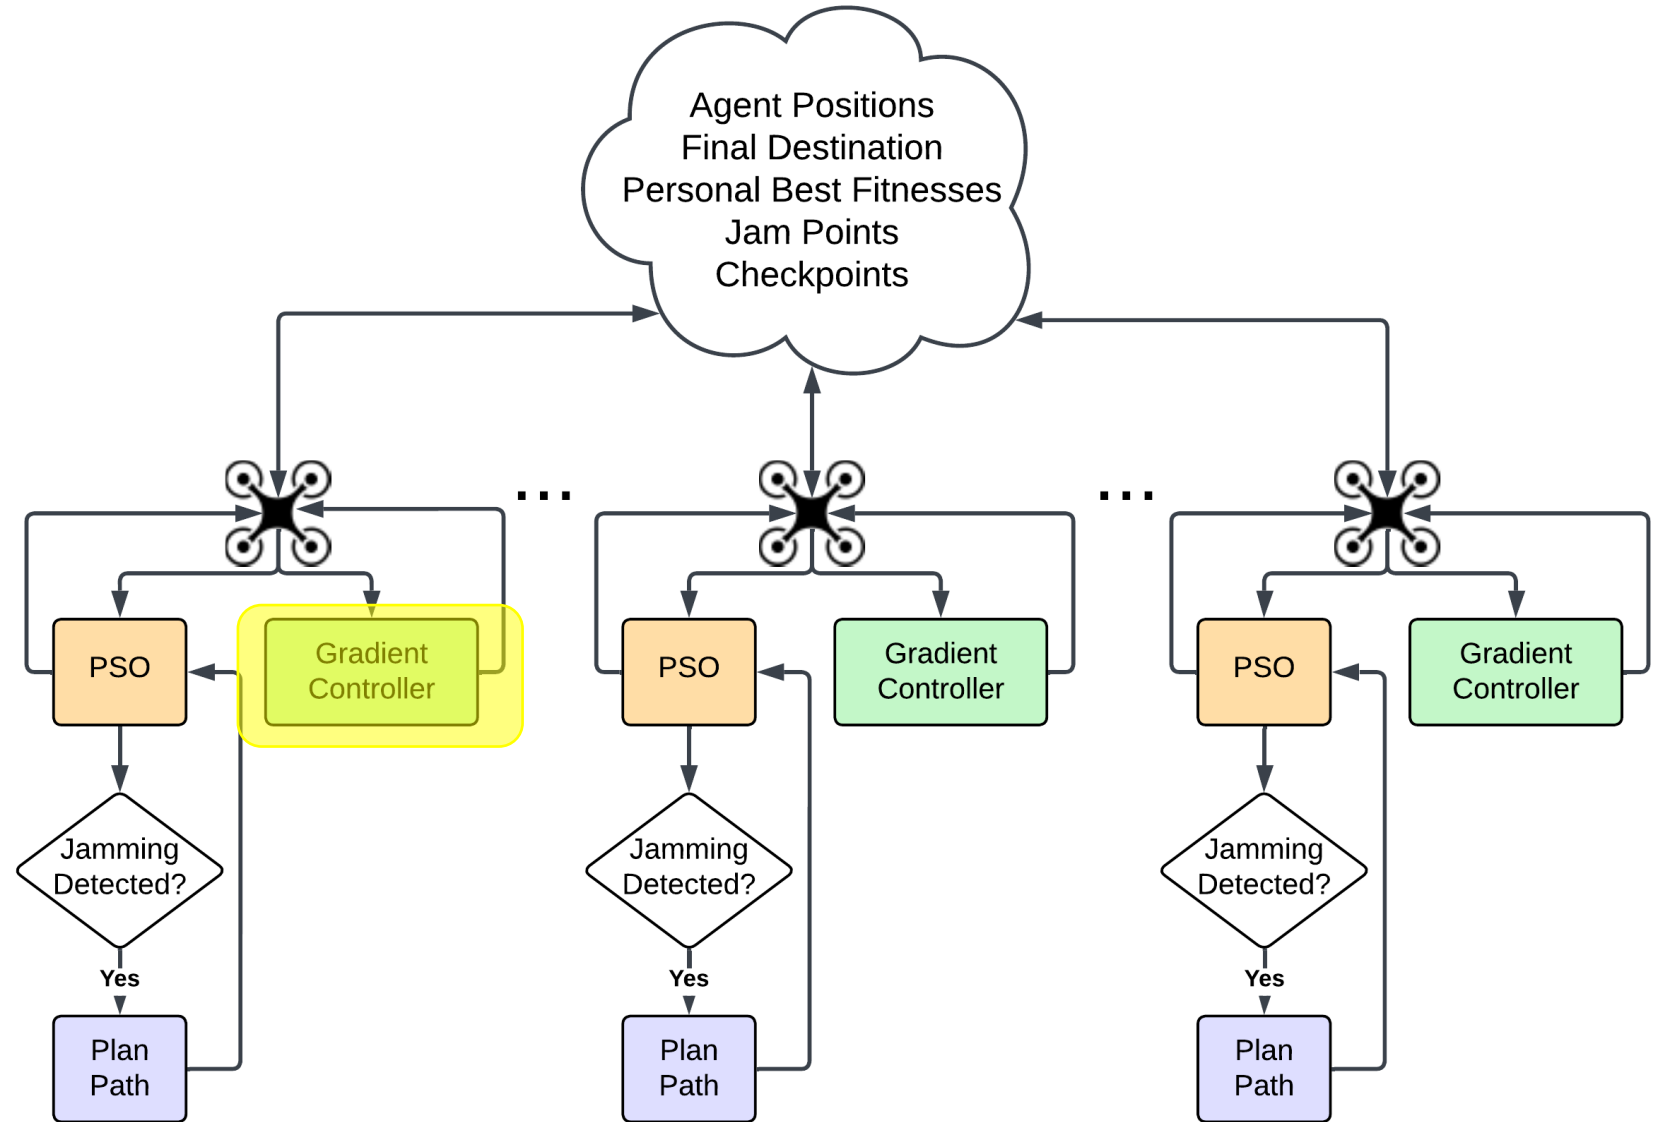 Agent Positions
Final Destination
Personal Best Fitnesses
Jam Points
Checkpoints
...
...
PSO
Gradient
Controller
PSO
Gradient
Controller
PSO
Gradient
Controller
Jamming
Detected?
Jamming
Detected?
Jamming
Detected?
Yes
Yes
Yes
Plan
Path
Plan
Path
Plan
Path